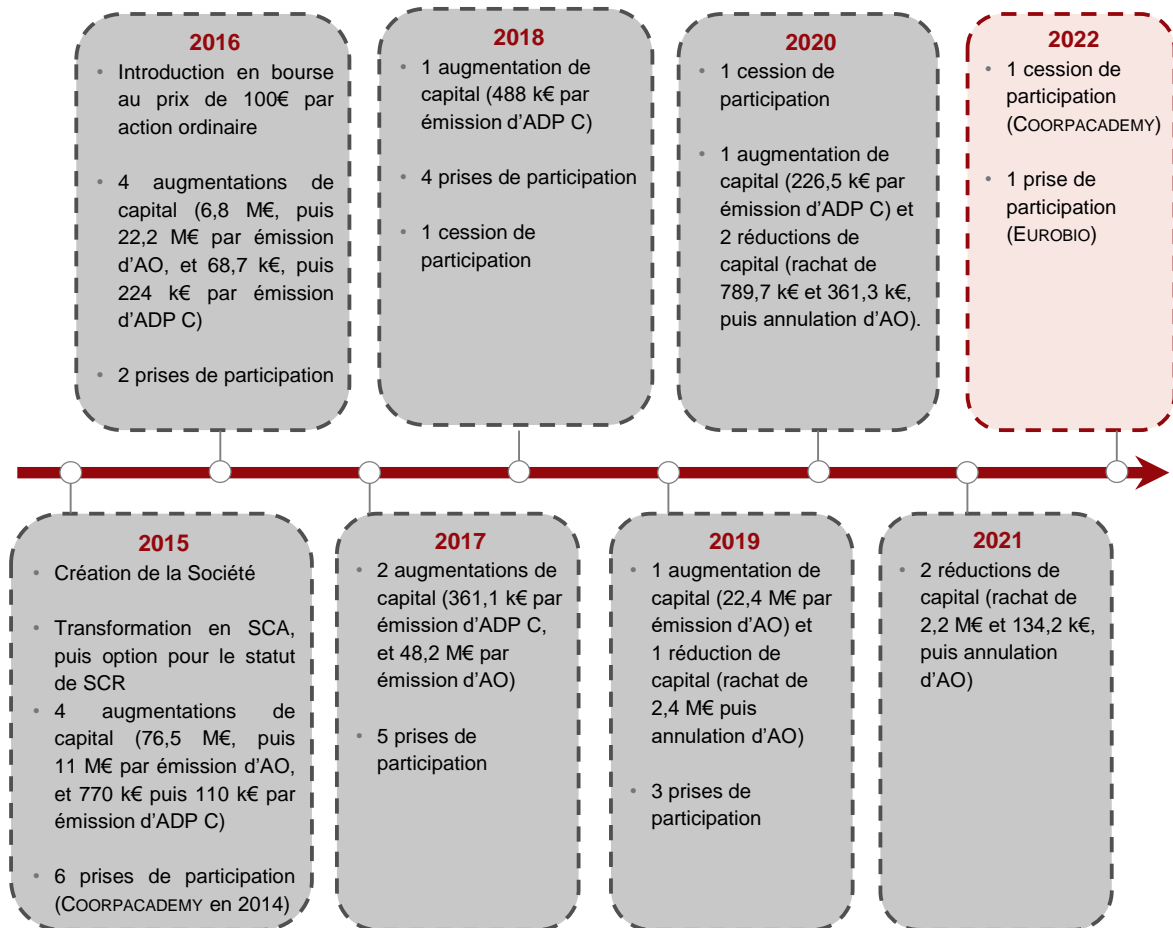 2016
• Introduction en bourse
au prix de 100€ par
action ordinaire
• 4 augmentations de
capital (6,8 M€, puis
22,2 M€ par émission
d'AO, et 68,7 k€, puis
224 k€ par émission
d'ADP C)
• 2 prises de participation
2018
• 1 augmentation de
capital (488 k€ par
émission d'ADP C)
• 4 prises de participation
• 1 cession de
participation
2020
• 1 cession de
participation
• 1 augmentation de
capital (226,5 k€ par
émission d'ADP C) et
2 réductions de
capital (rachat de
789,7 k€ et 361,3 k€,
puis annulation d'AO).
2022
• 1 cession de
participation
(COORPACADEMY)
• 1 prise de
participation
(EUROBIO)
2015
• Création de la Société
• Transformation en SCA,
puis option pour le statut
de SCR
• 4 augmentations de
capital (76,5 M€, puis
11 M€ par émission d'AO,
et 770 k€ puis 110 k€ par
émission d'ADP C)
• 6 prises de participation
(COORPACADEMY en 2014)
2017
• 2 augmentations de
capital (361,1 k€ par
émission d'ADP C,
et 48,2 M€ par
émission d'AO)
• 5 prises de
participation
2019
• 1 augmentation de
capital (22,4 M€ par
émission d'AO) et
1 réduction de
capital (rachat de
2,4 M€ puis
annulation d'AO)
• 3 prises de
participation
2021
• 2 réductions de
capital (rachat de
2,2 M€ et 134,2 k€,
puis annulation
d'AO)